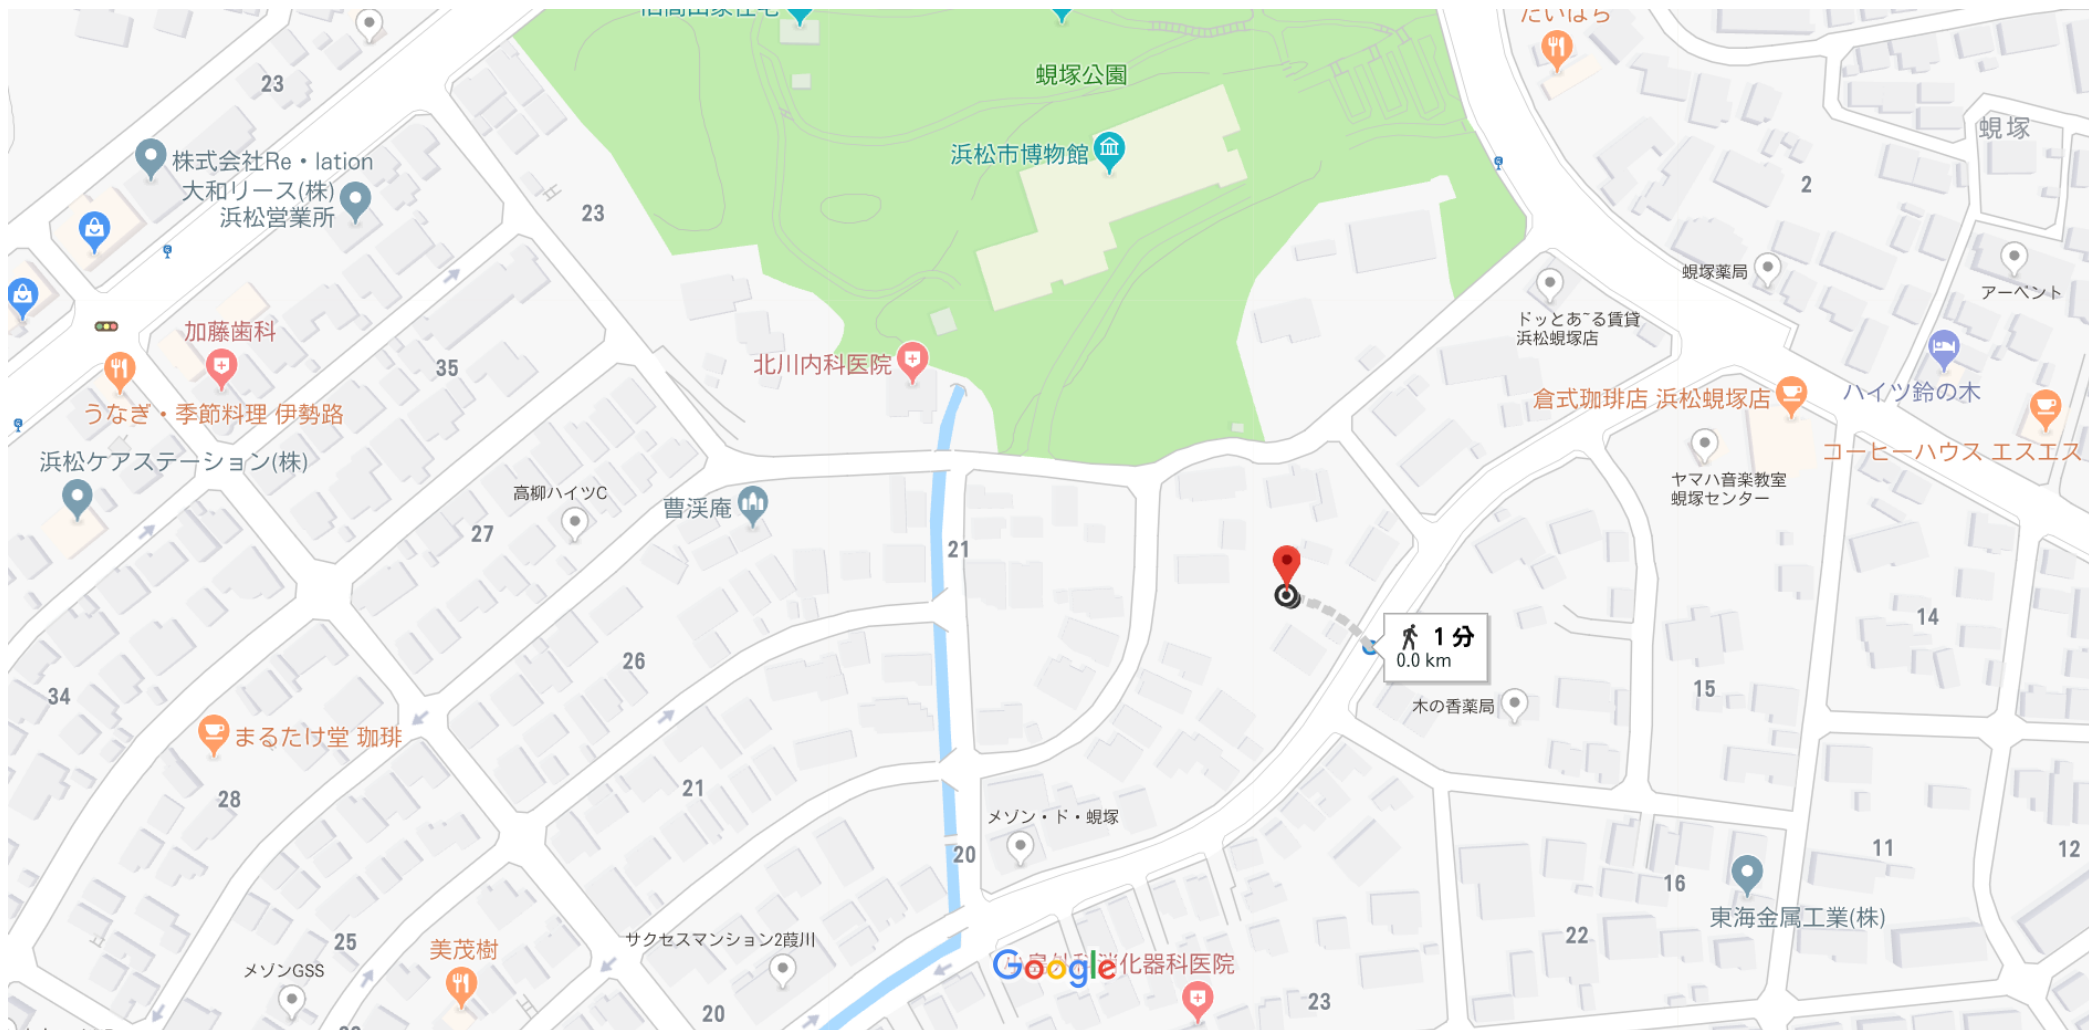 だいはち
蜆塚公園
23
蜆塚
浜松市博物館
株式会社Re・lation
大和リース(株)
浜松営業所
2
23
蜆塚薬局
アーベント
ドッとあ~る賃貸
浜松蜆塚店
加藤歯科
35
北川内科医院
倉式珈琲店 浜松蜆塚店
ハイツ鈴の木
うなぎ・季節料理 伊勢路
コーヒーハウス エスエス
浜松ケアステーション(株)
高柳ハイツC
ヤマハ音楽教室
蜆塚センター
曹渓庵
27
21
14
1 分
0.0 km
26
34
15
木の香薬局
まるたけ堂 珈琲
21
28
メゾン・ド・蜆塚
20
11
12
16
東海金属工業(株)
22
25
美茂樹
サクセスマンション2葭川
Google
消化器科医院
メゾンGSS
23
20